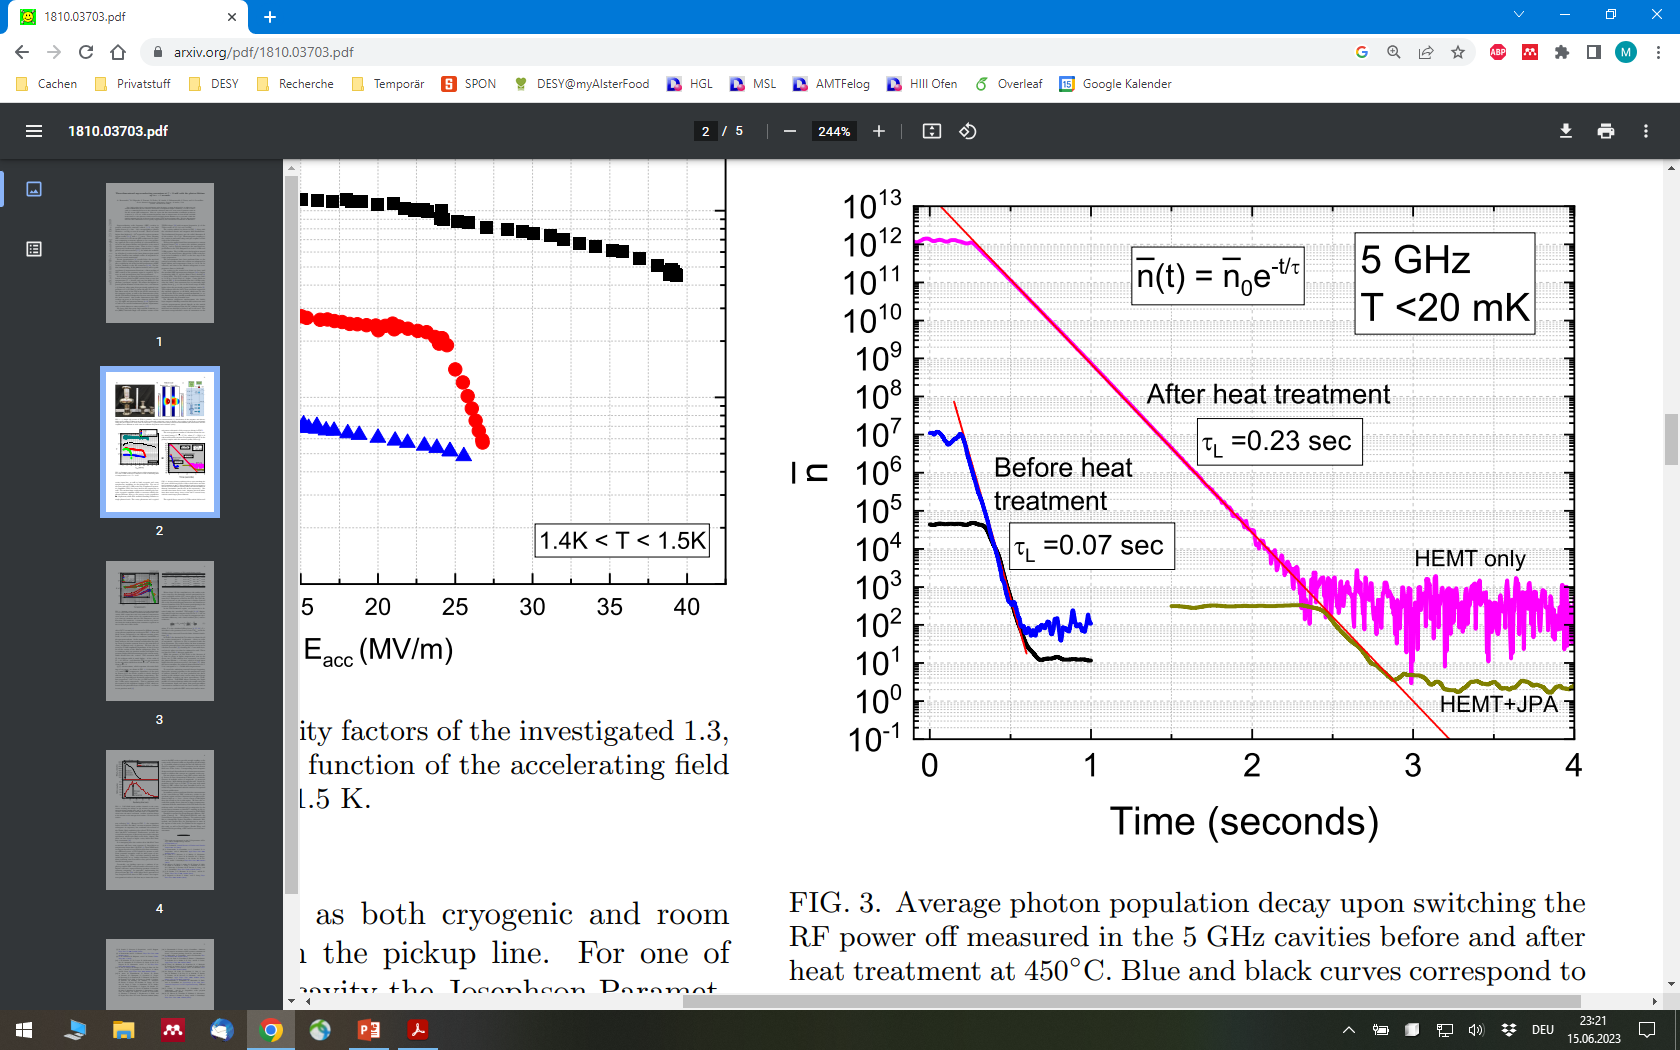 1810.03703.pdf
arxiv.org/pdf/1810.03703.pdf
ABP
M
Cachen
Privatstuff
DESY
Recherche
Temporär
SPON
DESY@myAlsterFood
HGL
MSL
AMTFelog
HIII Ofen
Overleaf
15
Google Kalender
1810.03703.pdf
2 / 5
244%
1
2
3
4
1.4K < T < 1.5K
5 20 25 30 35 40
E_acc (MV/m)
ity factors of the investigated 1.3,
function of the accelerating field
1.5 K.
as both cryogenic and room
the pickup line. For one of
cavity the Josephson Paramet-
10^13
10^12
10^11
10^10
10^9
10^8
10^7
10^6
10^5
10^4
10^3
10^2
10^1
10^0
10^-1
n̅
n̅(t) = n̅₀e^-t/τ
5 GHz
T <20 mK
After heat treatment
τ_L =0.23 sec
Before heat
treatment
τ_L =0.07 sec
HEMT only
HEMT+JPA
0 1 2 3 4
Time (seconds)
FIG. 3. Average photon population decay upon switching the
RF power off measured in the 5 GHz cavities before and after
heat treatment at 450°C. Blue and black curves correspond to
DEU
23:21
15.06.2023